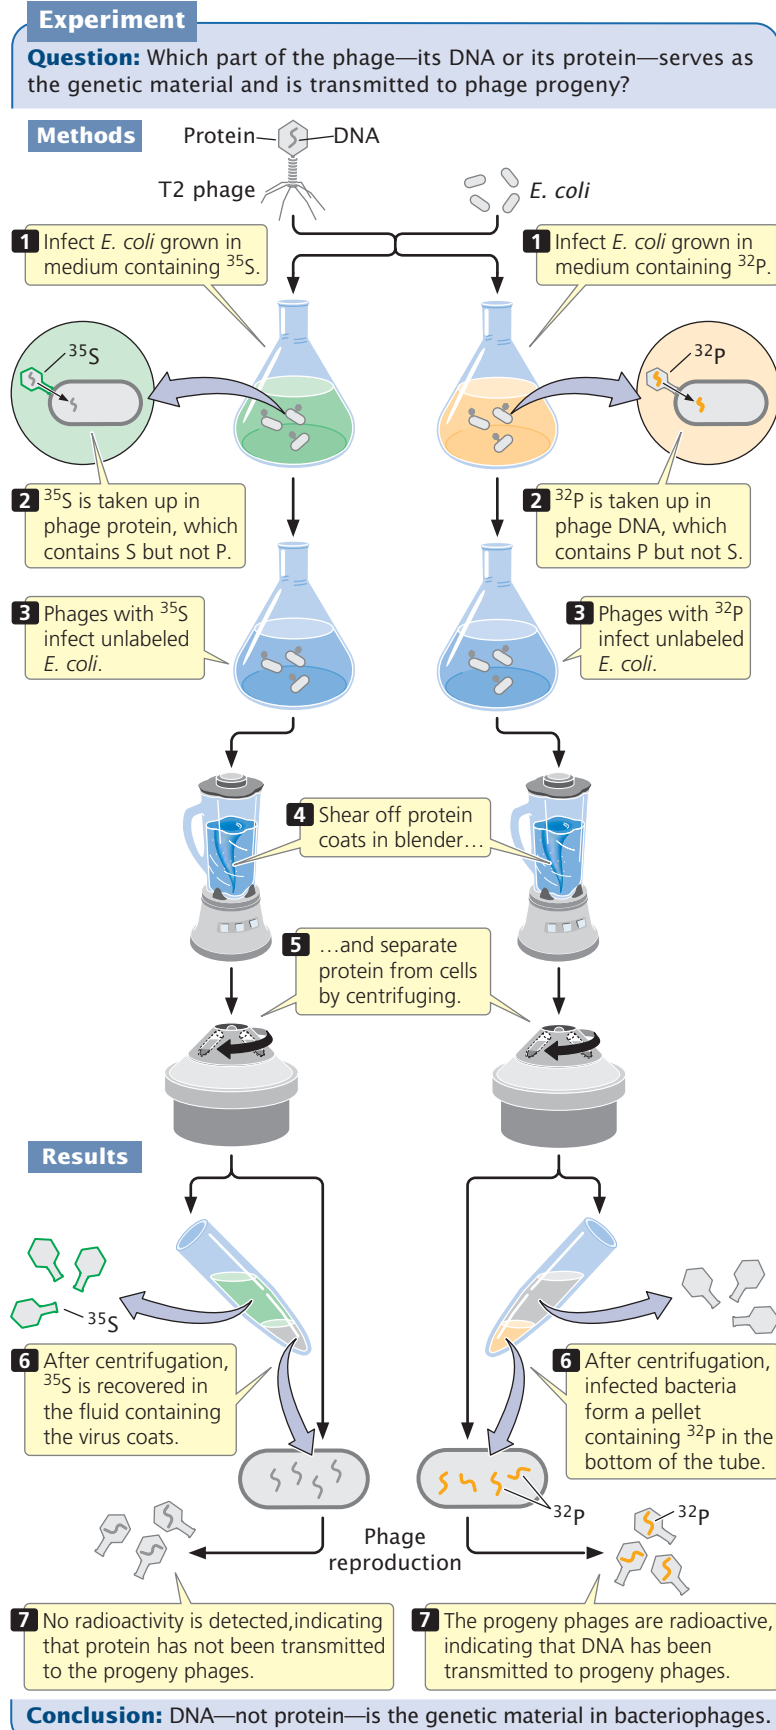 Experiment
Question: Which part of the phage—its DNA or its protein—serves as
the genetic material and is transmitted to phage progeny?
Methods
Protein
DNA
T2 phage
E. coli
1 Infect E. coli grown in
medium containing ³⁵S.
1 Infect E. coli grown in
medium containing ³²P.
³⁵S
³²P
2 ³⁵S is taken up in
phage protein, which
contains S but not P.
2 ³²P is taken up in
phage DNA, which
contains P but not S.
3 Phages with ³⁵S
infect unlabeled
E. coli.
3 Phages with ³²P
infect unlabeled
E. coli.
4 Shear off protein
coats in blender…
5 …and separate
protein from cells
by centrifuging.
Results
³⁵S
6 After centrifugation,
³⁵S is recovered in
the fluid containing
the virus coats.
6 After centrifugation,
infected bacteria
form a pellet
containing ³²P in the
bottom of the tube.
³²P
³²P
Phage
reproduction
7 No radioactivity is detected,indicating
that protein has not been transmitted
to the progeny phages.
7 The progeny phages are radioactive,
indicating that DNA has been
transmitted to progeny phages.
Conclusion: DNA—not protein—is the genetic material in bacteriophages.